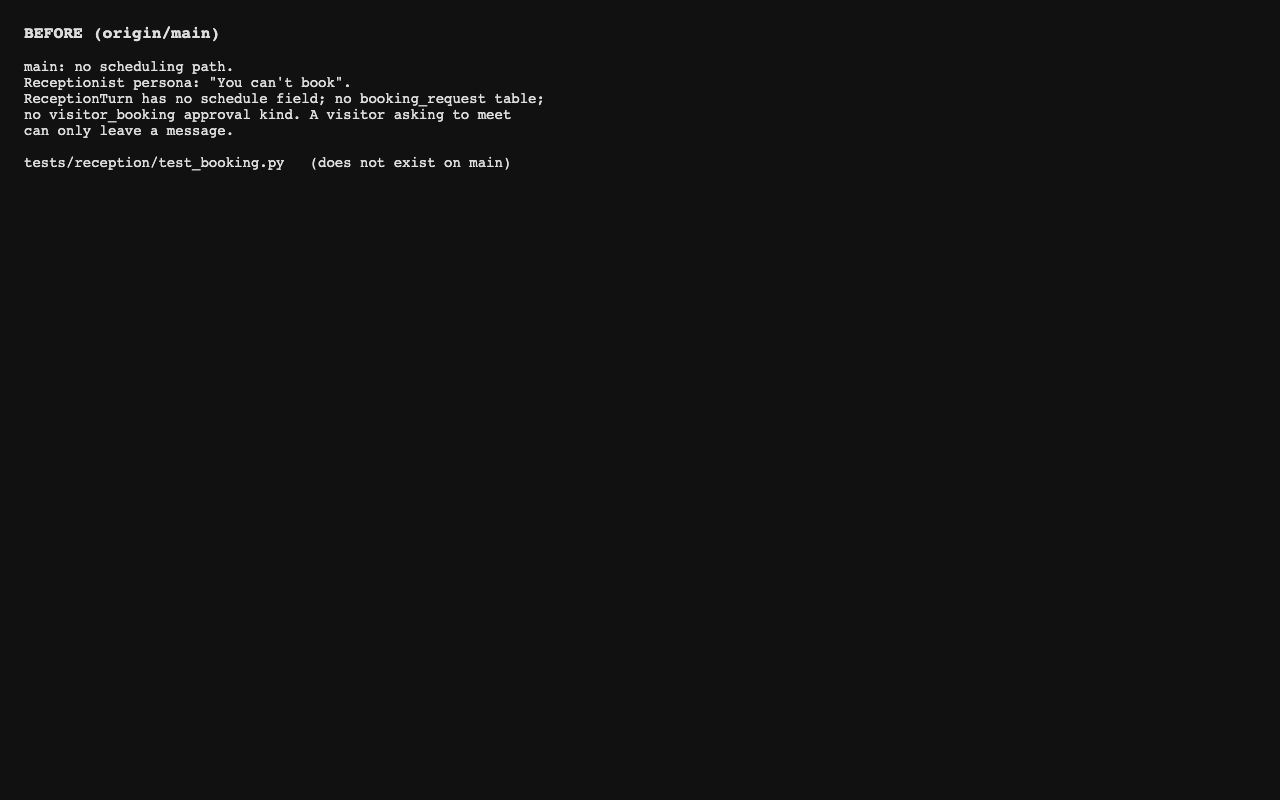 BEFORE (origin/main)
main: no scheduling path.
Receptionist persona: "You can't book".
ReceptionTurn has no schedule field; no booking_request table;
no visitor_booking approval kind. A visitor asking to meet
can only leave a message.
tests/reception/test_booking.py   (does not exist on main)